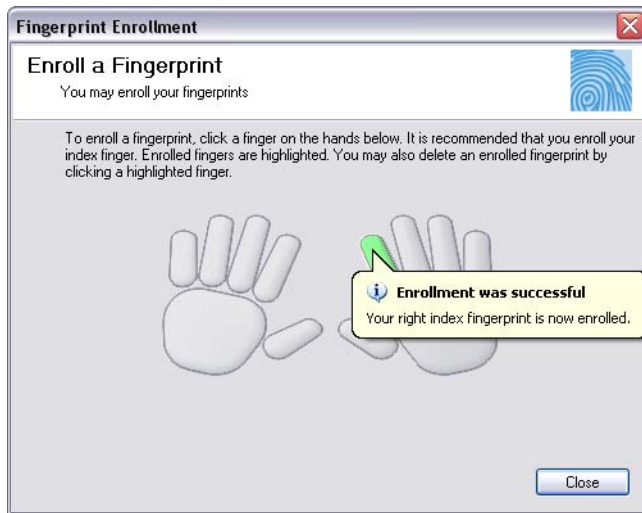 Fingerprint Enrollment
Enroll a Fingerprint
You may enroll your fingerprints
To enroll a fingerprint, click a finger on the hands below. It is recommended that you enroll your
index finger. Enrolled fingers are highlighted. You may also delete an enrolled fingerprint by
clicking a highlighted finger.
Enrollment was successful
Your right index fingerprint is now enrolled.
Close